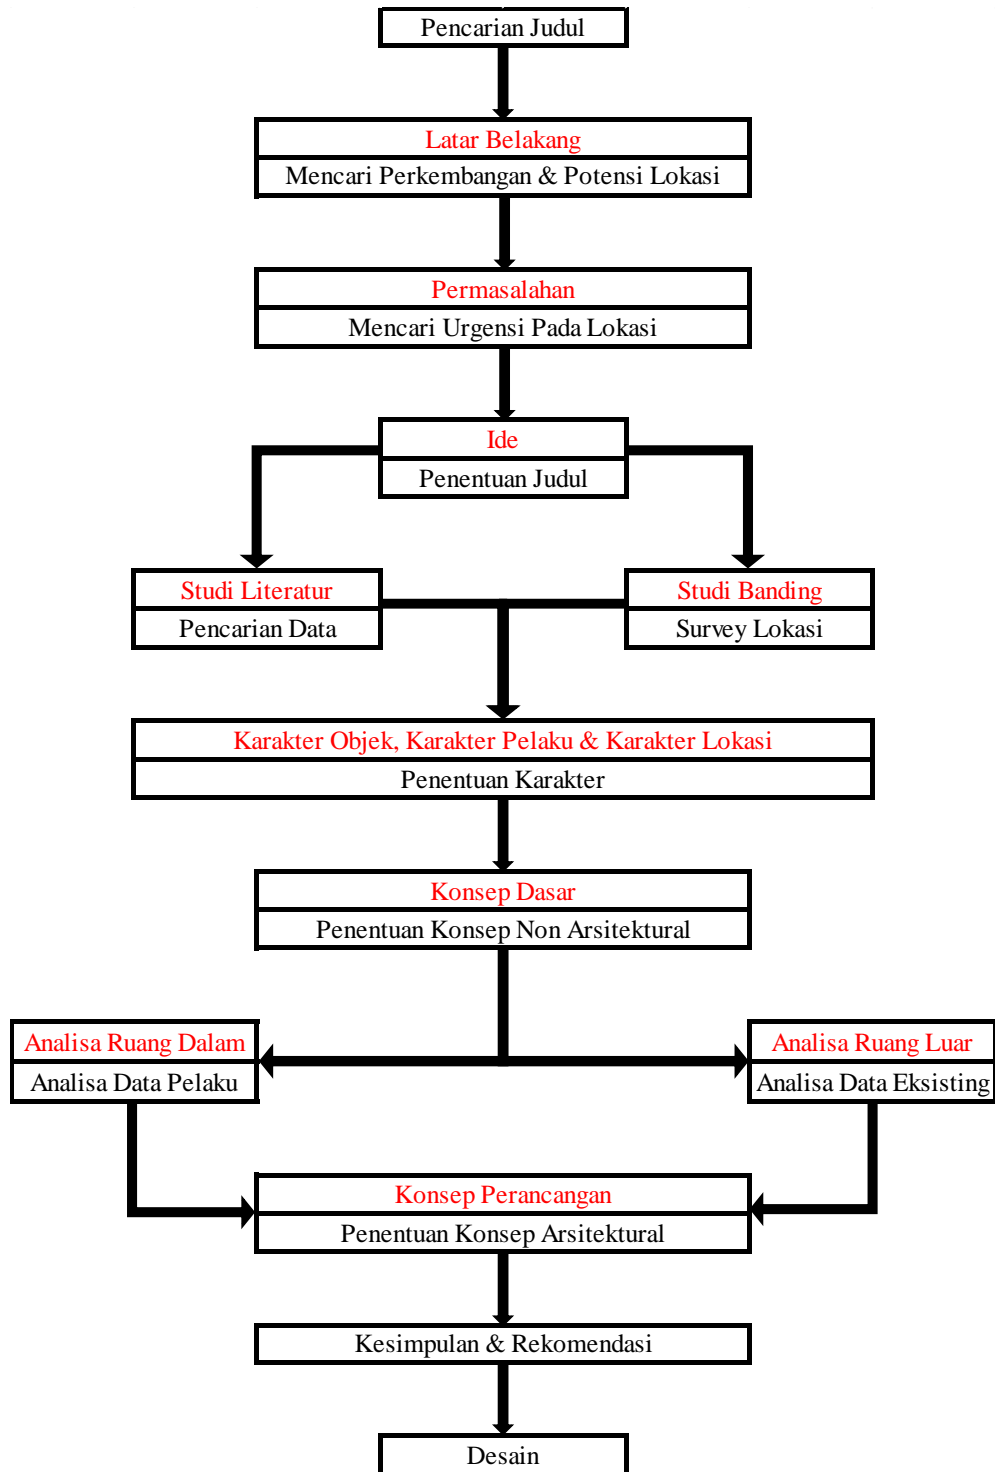 Pencarian Judul
Latar Belakang
Mencari Perkembangan & Potensi Lokasi
Permasalahan
Mencari Urgensi Pada Lokasi
Ide
Penentuan Judul
Studi Literatur
Pencarian Data
Studi Banding
Survey Lokasi
Karakter Objek, Karakter Pelaku & Karakter Lokasi
Penentuan Karakter
Konsep Dasar
Penentuan Konsep Non Arsitektural
Analisa Ruang Dalam
Analisa Data Pelaku
Analisa Ruang Luar
Analisa Data Eksisting
Konsep Perancangan
Penentuan Konsep Arsitektural
Kesimpulan & Rekomendasi
Desain